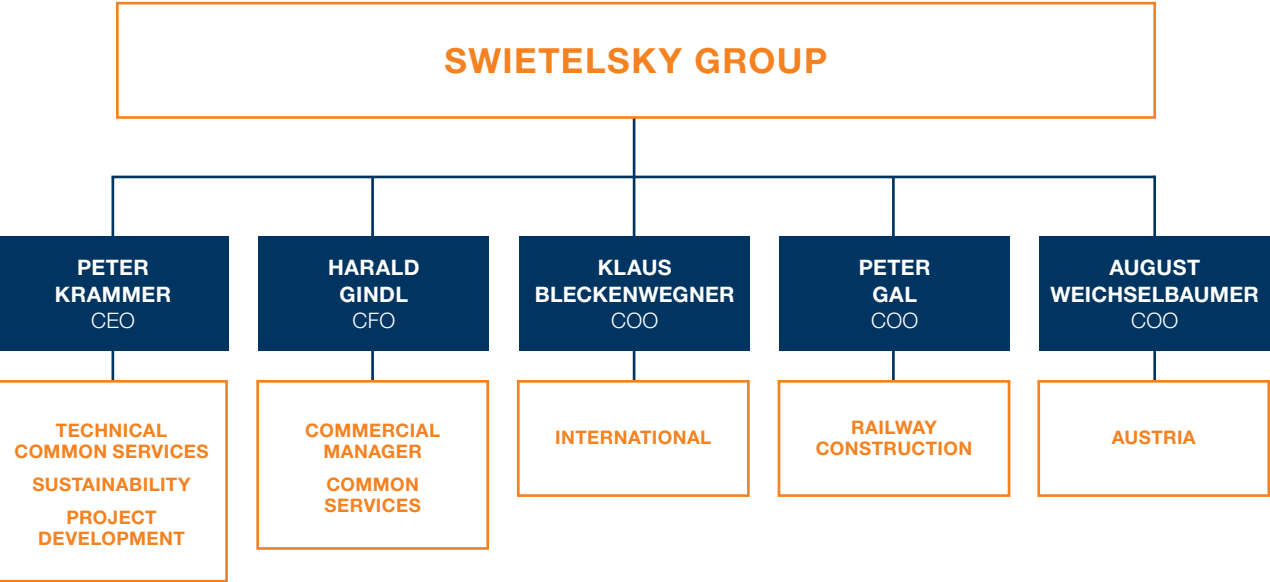 SWIETELSKY GROUP
PETER
KRAMMER
CEO
HARALD
GINDL
CFO
KLAUS
BLECKENWEGNER
COO
PETER
GAL
COO
AUGUST
WEICHSELBAUMER
COO
TECHNICAL
COMMON SERVICES
SUSTAINABILITY
PROJECT
DEVELOPMENT
COMMERCIAL
MANAGER
COMMON
SERVICES
INTERNATIONAL
RAILWAY
CONSTRUCTION
AUSTRIA